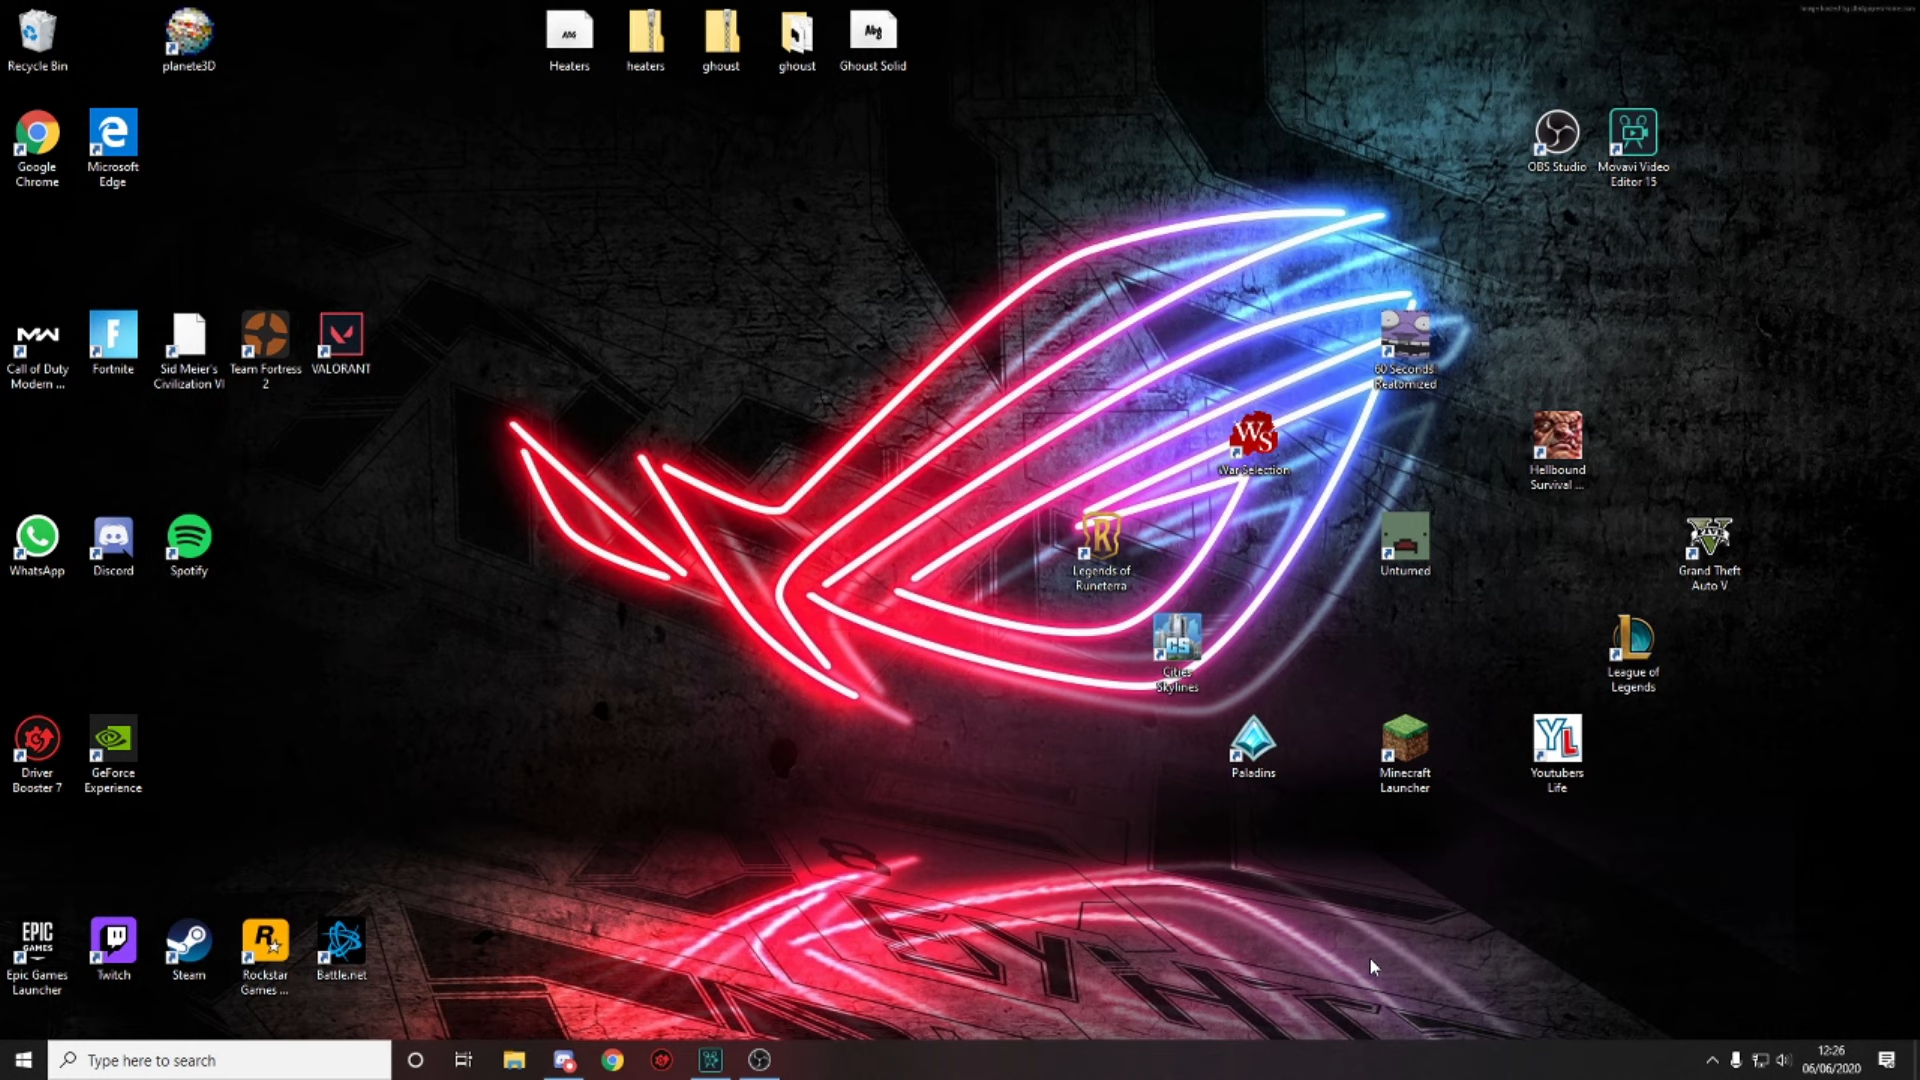 Recycle Bin
planete3D
Heaters
heaters
ghoust
ghoust
Ghoust Solid
Google
Chrome
Microsoft
Edge
OBS Studio
Movavi Video
Editor 15
Call of Duty
Modern ...
Fortnite
Sid Meier's
Civilization VI
Team Fortress
2
VALORANT
60 Seconds!
Reatomized
War Selection
Hellbound
Survival ...
WhatsApp
Discord
Spotify
Legends of
Runeterra
Unturned
Grand Theft
Auto V
Cities
Skylines
League of
Legends
Driver
Booster 7
GeForce
Experience
Paladins
Minecraft
Launcher
Youtubers
Life
EPIC
GAMES
Epic Games
Launcher
Twitch
Steam
Rockstar
Games ...
Battle.net
Type here to search
12:26
06/06/2020